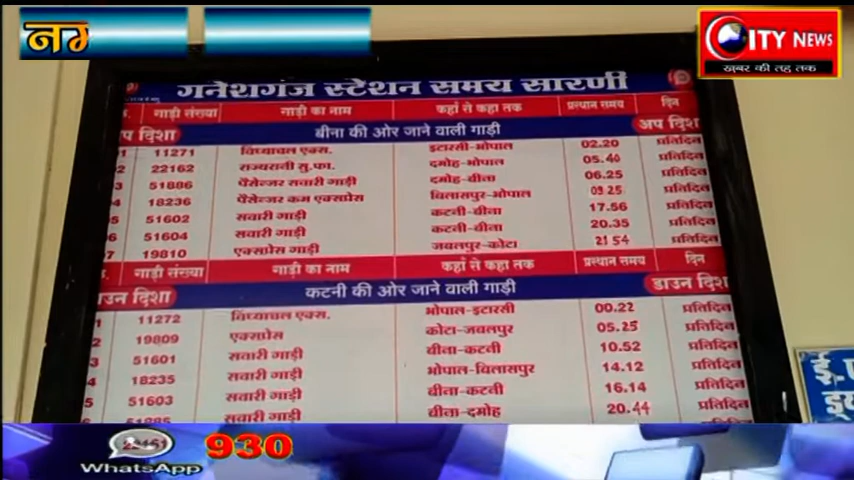 नग
CITY NEWS
ख़बर की तह तक
गनेशगंज स्टेशन समय सारणी
गाड़ी संख्या गाड़ी का नाम कहाँ से कहा तक प्रस्थान समय दिन
अप दिशा बीना की ओर जाने वाली गाड़ी अप दिशा
1 11271 विंध्याचल एक्स. इटारसी-भोपाल 02.20 प्रतिदिन
2 22162 राज्यरानी सु.फा. दमोह-भोपाल 05.40 प्रतिदिन
3 51886 पैसेन्जर सवारी गाड़ी दमोह-बीना 06.25 प्रतिदिन
4 18236 पैसेन्जर कम एक्सप्रेस बिलासपुर-भोपाल 09.25 प्रतिदिन
5 51602 सवारी गाड़ी कटनी-बीना 17.56 प्रतिदिन
6 51604 सवारी गाड़ी कटनी-बीना 20.35 प्रतिदिन
7 19810 एक्सप्रेस गाड़ी जबलपुर-कोटा 21.54 प्रतिदिन
गाड़ी संख्या गाड़ी का नाम कहाँ से कहा तक प्रस्थान समय दिन
डाउन दिशा कटनी की ओर जाने वाली गाड़ी डाउन दिशा
1 11272 विंध्याचल एक्स. भोपाल-इटारसी 00.22 प्रतिदिन
2 19809 एक्सप्रेस कोटा-जबलपुर 05.25 प्रतिदिन
3 51601 सवारी गाड़ी बीना-कटनी 10.52 प्रतिदिन
4 18235 सवारी गाड़ी भोपाल-बिलासपुर 14.12 प्रतिदिन
5 51603 सवारी गाड़ी बीना-कटनी 16.14 प्रतिदिन
6 51885 सवारी गाड़ी बीना-दमोह 20.44 प्रतिदिन
22161
WhatsApp 930